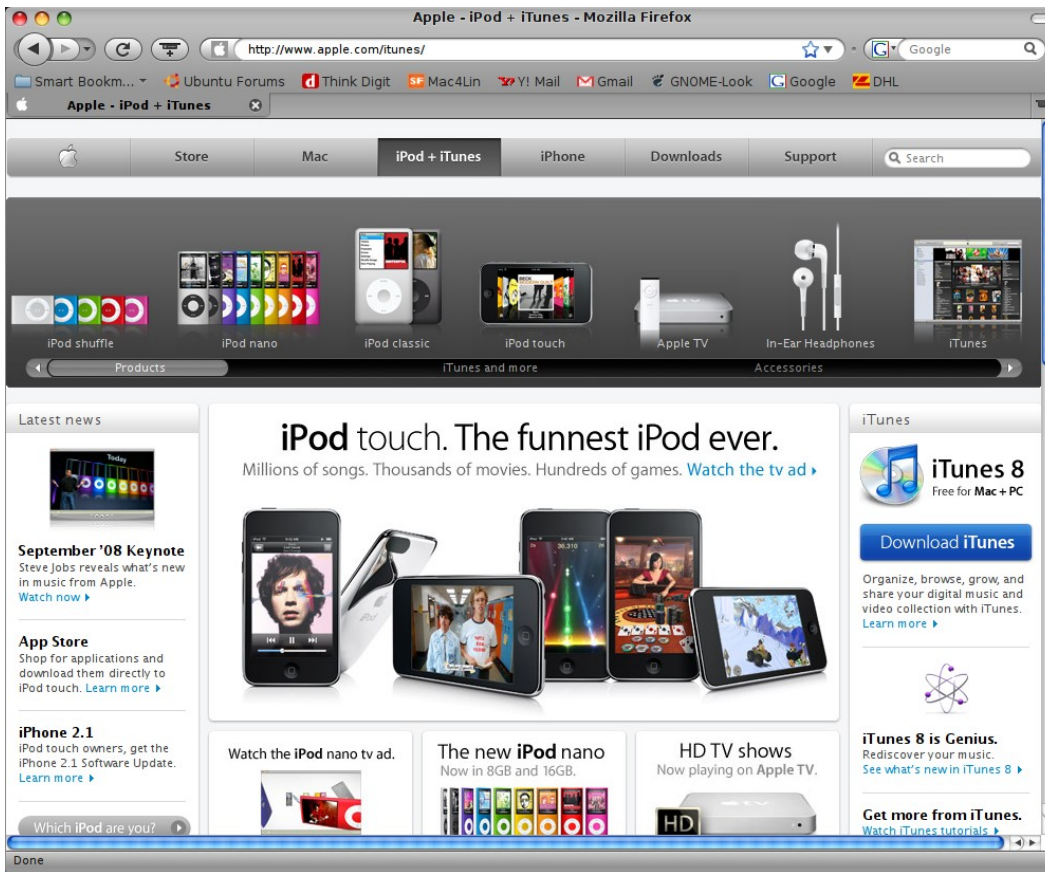 Apple - iPod + iTunes - Mozilla Firefox
http://www.apple.com/itunes/
G Google
Smart Bookm... Ubuntu Forums Think Digit Mac4Lin Y! Mail Gmail GNOME-Look Google DHL
Apple - iPod + iTunes
Store Mac iPod + iTunes iPhone Downloads Support Search
iPod shuffle iPod nano iPod classic iPod touch Apple TV In-Ear Headphones iTunes
Products iTunes and more Accessories
Latest news
Today
September '08 Keynote
Steve Jobs reveals what's new
in music from Apple.
Watch now
App Store
Shop for applications and
download them directly to
iPod touch. Learn more
iPhone 2.1
iPod touch owners, get the
iPhone 2.1 Software Update.
Learn more
Which iPod are you?
iPod touch. The funnest iPod ever.
Millions of songs. Thousands of movies. Hundreds of games. Watch the tv ad
Watch the iPod nano tv ad.
The new iPod nano
Now in 8GB and 16GB.
HD TV shows
Now playing on Apple TV.
HD
iTunes
iTunes 8
Free for Mac + PC
Download iTunes
Organize, browse, grow, and
share your digital music and
video collection with iTunes.
Learn more
iTunes 8 is Genius.
Rediscover your music.
See what's new in iTunes 8
Get more from iTunes.
Watch iTunes tutorials
Done